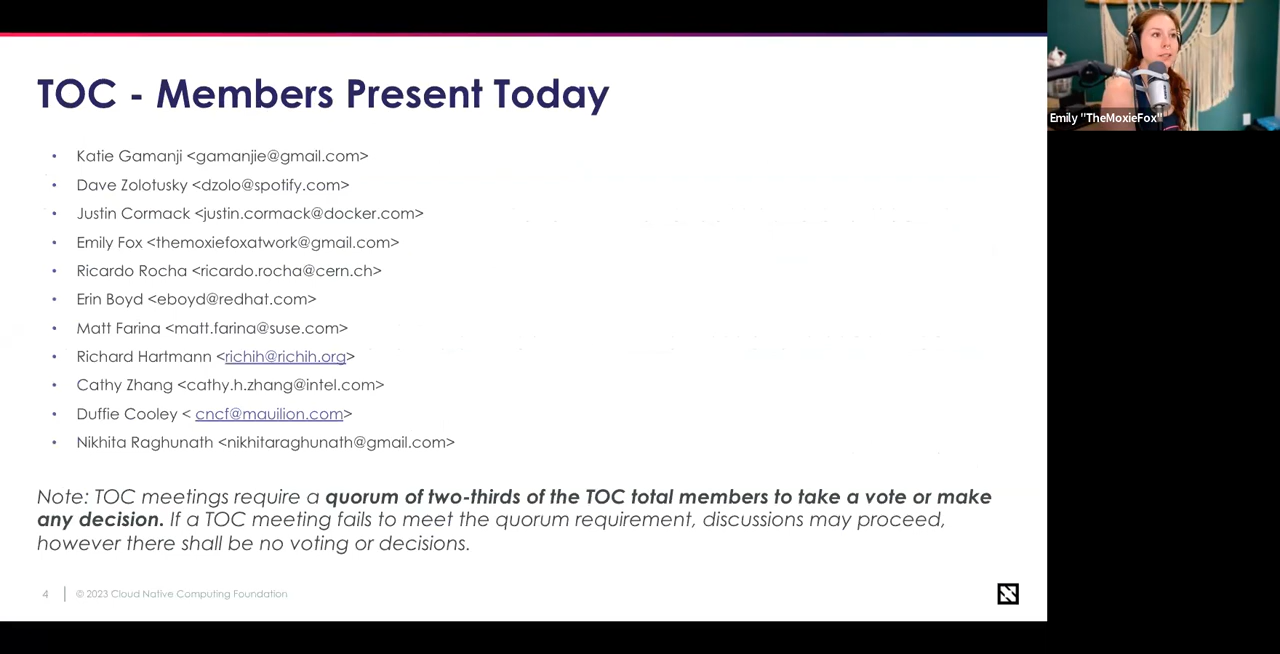 TOC - Members Present Today
Emily "TheMoxieFox"
• Katie Gamanji <gamanjie@gmail.com>
• Dave Zolotusky <dzolo@spotify.com>
• Justin Cormack <justin.cormack@docker.com>
• Emily Fox <themoxiefoxatwork@gmail.com>
• Ricardo Rocha <ricardo.rocha@cern.ch>
• Erin Boyd <eboyd@redhat.com>
• Matt Farina <matt.farina@suse.com>
• Richard Hartmann <richih@richih.org>
• Cathy Zhang <cathy.h.zhang@intel.com>
• Duffie Cooley < cncf@mauilion.com>
• Nikhita Raghunath <nikhitaraghunath@gmail.com>
Note: TOC meetings require a quorum of two-thirds of the TOC total members to take a vote or make
any decision. If a TOC meeting fails to meet the quorum requirement, discussions may proceed,
however there shall be no voting or decisions.
4 | © 2023 Cloud Native Computing Foundation